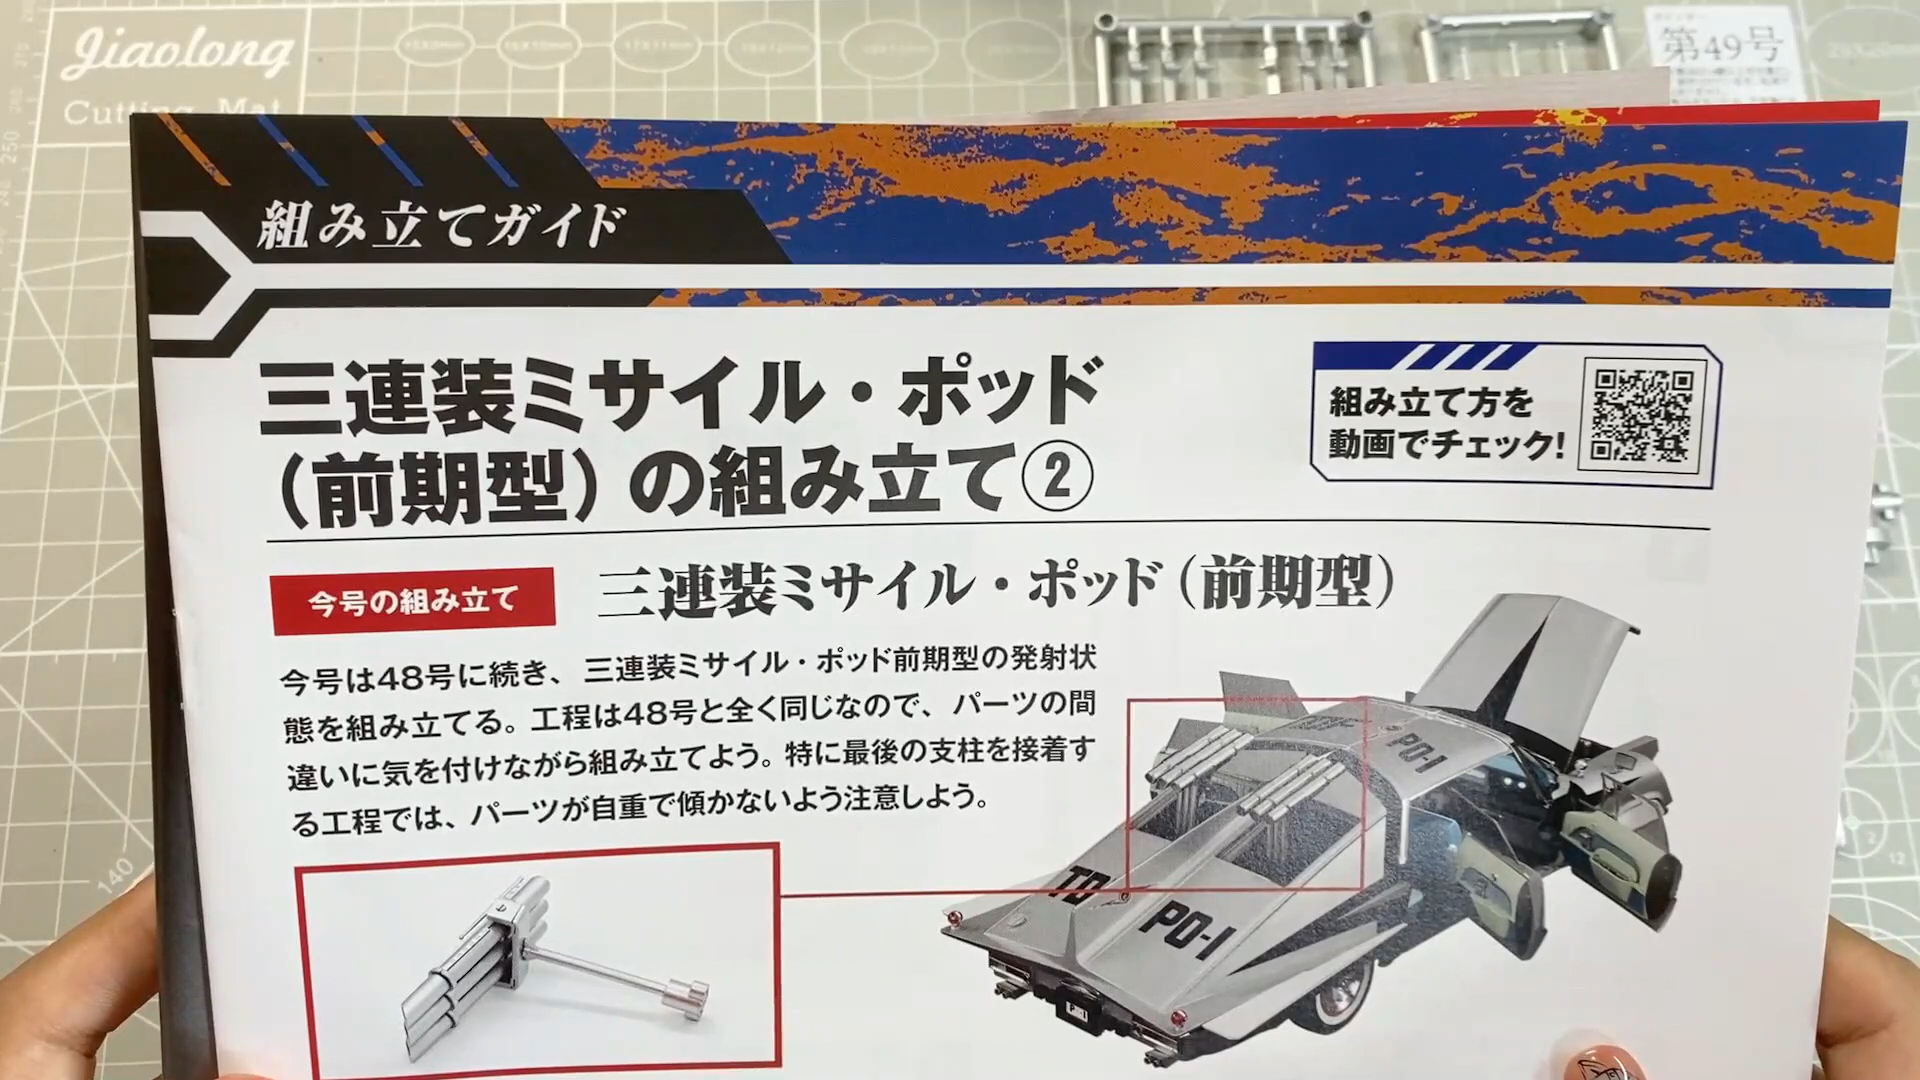 Jiaolong
Cutting Mat
第49号
組み立てガイド
三連装ミサイル・ポッド
（前期型）の組み立て②
組み立て方を
動画でチェック!
今号の組み立て
三連装ミサイル・ポッド（前期型）
今号は48号に続き、三連装ミサイル・ポッド前期型の発射状
態を組み立てる。工程は48号と全く同じなので、パーツの間
違いに気を付けながら組み立てよう。特に最後の支柱を接着す
る工程では、パーツが自重で傾かないよう注意しよう。
PO-1
TD
PO-1
140
250